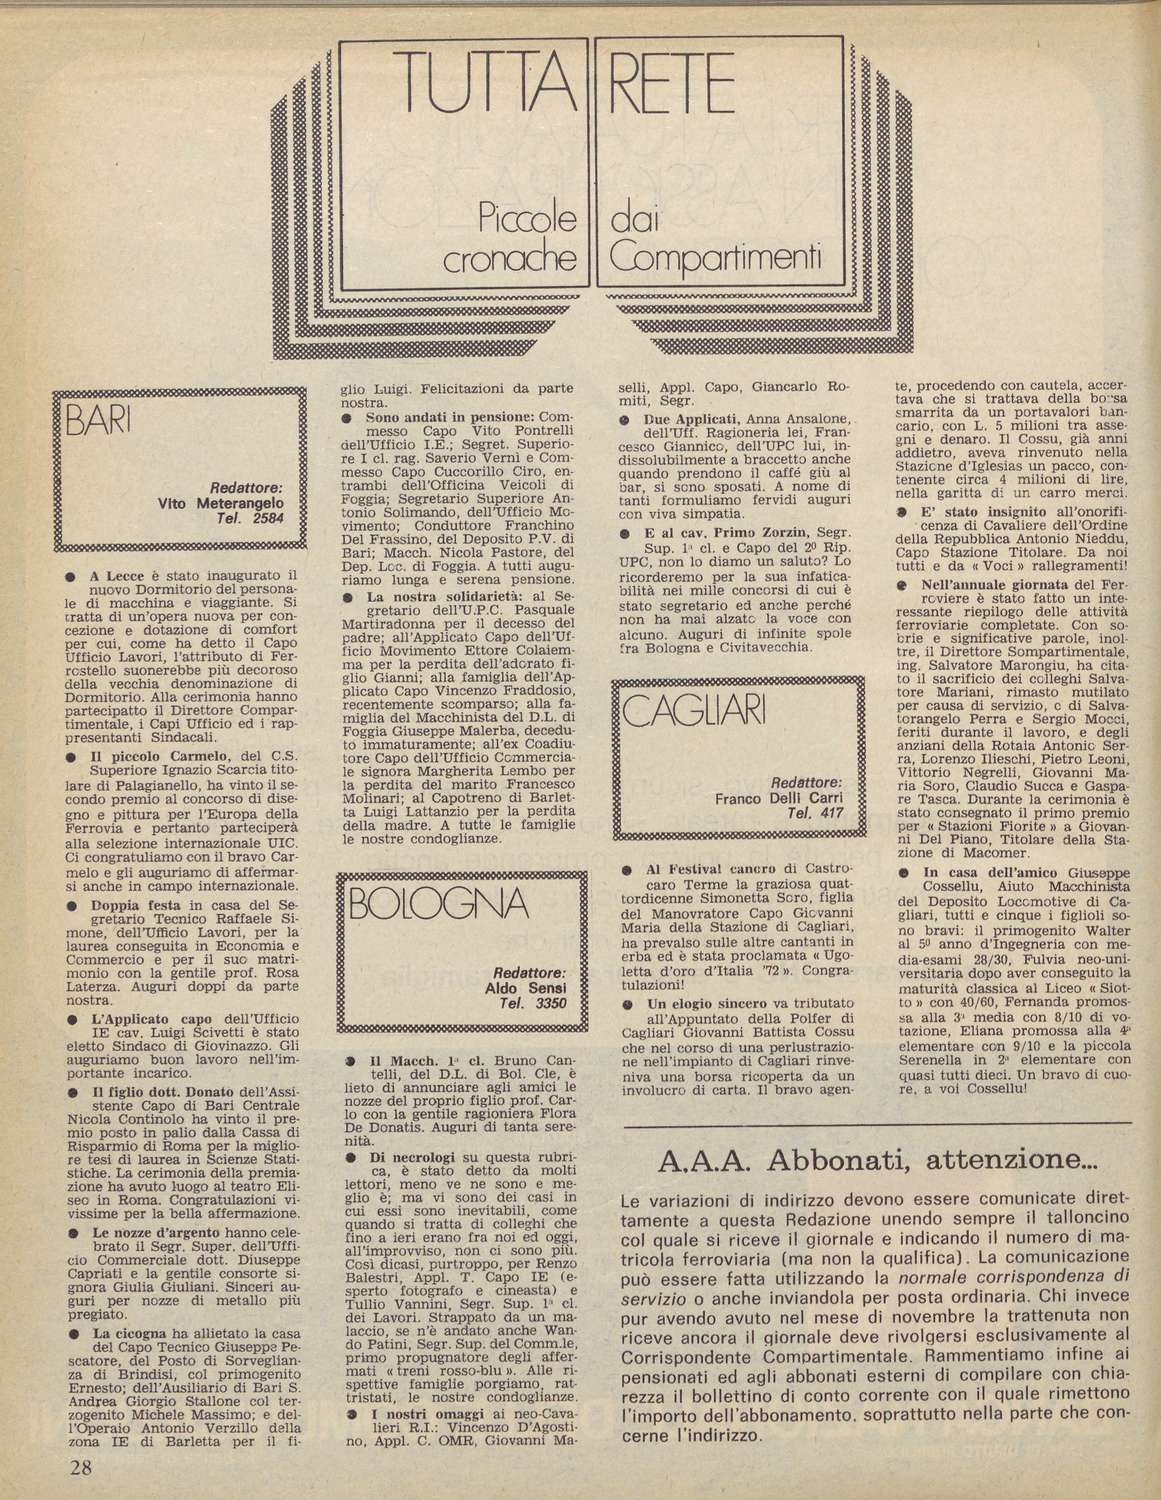 TUTTA RETE
Piccole dai
cronache Compartimenti
BARI
Redattore:
Vito Meterangelo
Tel. 2584
● A Lecce è stato inaugurato il
nuovo Dormitorio del persona-
le di macchina e viaggiante. Si
tratta di un'opera nuova per con-
cezione e dotazione di comfort
per cui, come ha detto il Capo
Ufficio Lavori, l'attributo di Fer-
rostello suonerebbe più decoroso
della vecchia denominazione di
Dormitorio. Alla cerimonia hanno
partecipatto il Direttore Compar-
timentale, i Capi Ufficio ed i rap-
presentanti Sindacali.
● Il piccolo Carmelo, del C.S.
Superiore Ignazio Scarcia tito-
lare di Palagianello, ha vinto il se-
condo premio al concorso di dise-
gno e pittura per l'Europa della
Ferrovia e pertanto parteciperà
alla selezione internazionale UIC.
Ci congratuliamo con il bravo Car-
melo e gli auguriamo di affermar-
si anche in campo internazionale.
● Doppia festa in casa del Se-
gretario Tecnico Raffaele Si-
mone, dell'Ufficio Lavori, per la
laurea conseguita in Economia e
Commercio e per il suo matri-
monio con la gentile prof. Rosa
Laterza. Auguri doppi da parte
nostra.
● L'Applicato capo dell'Ufficio
IE cav. Luigi Scivetti è stato
eletto Sindaco di Giovinazzo. Gli
auguriamo buon lavoro nell'im-
portante incarico.
● Il figlio dott. Donato dell'Assi-
stente Capo di Bari Centrale
Nicola Continolo ha vinto il pre-
mio posto in palio dalla Cassa di
Risparmio di Roma per la miglio-
re tesi di laurea in Scienze Stati-
stiche. La cerimonia della premia-
zione ha avuto luogo al teatro Eli-
seo in Roma. Congratulazioni vi-
vissime per la bella affermazione.
● Le nozze d'argento hanno cele-
brato il Segr. Super. dell'Uffi-
cio Commerciale dott. Diuseppe
Capriati e la gentile consorte si-
gnora Giulia Giuliani. Sinceri au-
guri per nozze di metallo più
pregiato.
● La cicogna ha allietato la casa
del Capo Tecnico Giuseppe Pe-
scatore, del Posto di Sorveglian-
za di Brindisi, col primogenito
Ernesto; dell'Ausiliario di Bari S.
Andrea Giorgio Stallone col ter-
zogenito Michele Massimo; e del-
l'Operaio Antonio Verzillo della
zona IE di Barletta per il fi-
glio Luigi. Felicitazioni da parte
nostra.
● Sono andati in pensione: Com-
messo Capo Vito Pontrelli
dell'Ufficio I.E.; Segret. Superio-
re I cl. rag. Saverio Verni e Com-
messo Capo Cuccorillo Ciro, en-
trambi dell'Officina Veicoli di
Foggia; Segretario Superiore An-
tonio Solimando, dell'Ufficio Mo-
vimento; Conduttore Franchino
Del Frassino, del Deposito P.V. di
Bari; Macch. Nicola Pastore, del
Dep. Loc. di Foggia. A tutti augu-
riamo lunga e serena pensione.
● La nostra solidarietà: al Se-
gretario dell'U.P.C. Pasquale
Martiradonna per il decesso del
padre; all'Applicato Capo dell'Uf-
ficio Movimento Ettore Colaiem-
ma per la perdita dell'adorato fi-
glio Gianni; alla famiglia dell'Ap-
plicato Capo Vincenzo Fraddosio,
recentemente scomparso; alla fa-
miglia del Macchinista del D.L. di
Foggia Giuseppe Malerba, decedu-
to immaturamente; all'ex Coadiu-
tore Capo dell'Ufficio Commercia-
le signora Margherita Lembo per
la perdita del marito Francesco
Molinari; al Capotreno di Barlet-
ta Luigi Lattanzio per la perdita
della madre. A tutte le famiglie
le nostre condoglianze.
BOLOGNA
Redattore:
Aldo Sensi
Tel. 3350
● Il Macch. 1ª cl. Bruno Can-
telli, del D.L. di Bol. Cle, è
lieto di annunciare agli amici le
nozze del proprio figlio prof. Car-
lo con la gentile ragioniera Flora
De Donatis. Auguri di tanta sere-
nità.
● Di necrologi su questa rubri-
ca, è stato detto da molti
lettori, meno ve ne sono e me-
glio è; ma vi sono dei casi in
cui essi sono inevitabili, come
quando si tratta di colleghi che
fino a ieri erano fra noi ed oggi,
all'improvviso, non ci sono più.
Così dicasi, purtroppo, per Renzo
Balestri, Appl. T. Capo IE (e-
sperto fotografo e cineasta) e
Tullio Vannini, Segr. Sup. 1ª cl.
dei Lavori. Strappato da un ma-
laccio, se n'è andato anche Wan-
do Patini, Segr. Sup. del Comm.le,
primo propugnatore degli affer-
mati « treni rosso-blu ». Alle ri-
spettive famiglie porgiamo, rat-
tristati, le nostre condoglianze.
● I nostri omaggi ai neo-Cava-
lieri R.I.: Vincenzo D'Agosti-
no, Appl. C. OMR, Giovanni Ma-
selli, Appl. Capo, Giancarlo Ro-
miti, Segr.
● Due Applicati, Anna Ansalone,
dell'Uff. Ragioneria lei, Fran-
cesco Giannico, dell'UPC lui, in-
dissolubilmente a braccetto anche
quando prendono il caffé giù al
bar, si sono sposati. A nome di
tanti formuliamo fervidi auguri
con viva simpatia.
● E al cav. Primo Zorzin, Segr.
Sup. 1ª cl. e Capo del 2º Rip.
UPC, non lo diamo un saluto? Lo
ricorderemo per la sua infatica-
bilità nei mille concorsi di cui è
stato segretario ed anche perché
non ha mai alzato la voce con
alcuno. Auguri di infinite spole
fra Bologna e Civitavecchia.
CAGLIARI
Redattore:
Franco Delli Carri
Tel. 417
● Al Festival canoro di Castro-
caro Terme la graziosa quat-
tordicenne Simonetta Soro, figlia
del Manovratore Capo Giovanni
Maria della Stazione di Cagliari,
ha prevalso sulle altre cantanti in
erba ed è stata proclamata « Ugo-
letta d'oro d'Italia '72 ». Congra-
tulazioni!
● Un elogio sincero va tributato
all'Appuntato della Polfer di
Cagliari Giovanni Battista Cossu
che nel corso di una perlustrazio-
ne nell'impianto di Cagliari rinve-
niva una borsa ricoperta da un
involucro di carta. Il bravo agen-
te, procedendo con cautela, accer-
tava che si trattava della borsa
smarrita da un portavalori ban-
cario, con L. 5 milioni tra asse-
gni e denaro. Il Cossu, già anni
addietro, aveva rinvenuto nella
Stazione d'Iglesias un pacco, con-
tenente circa 4 milioni di lire,
nella garitta di un carro merci.
● E' stato insignito all'onorifi-
cenza di Cavaliere dell'Ordine
della Repubblica Antonio Nieddu,
Capo Stazione Titolare. Da noi
tutti e da « Voci » rallegramenti!
● Nell'annuale giornata del Fer-
roviere è stato fatto un inte-
ressante riepilogo delle attività
ferroviarie completate. Con so-
brie e significative parole, inol-
tre, il Direttore Sompartimentale,
ing. Salvatore Marongiu, ha cita-
to il sacrificio dei colleghi Salva-
tore Mariani, rimasto mutilato
per causa di servizio, e di Salva-
torangelo Perra e Sergio Mocci,
feriti durante il lavoro, e degli
anziani della Rotaia Antonio Ser-
ra, Lorenzo Ilieschi, Pietro Leoni,
Vittorio Negrelli, Giovanni Ma-
ria Soro, Claudio Succa e Gaspa-
re Tasca. Durante la cerimonia è
stato consegnato il primo premio
per « Stazioni Fiorite » a Giovan-
ni Del Piano, Titolare della Sta-
zione di Macomer.
● In casa dell'amico Giuseppe
Cossellu, Aiuto Macchinista
del Deposito Locomotive di Ca-
gliari, tutti e cinque i figlioli so-
no bravi: il primogenito Walter
al 5º anno d'Ingegneria con me-
dia-esami 28/30, Fulvia neo-uni-
versitaria dopo aver conseguito la
maturità classica al Liceo « Siot-
to » con 40/60, Fernanda promos-
sa alla 3ª media con 8/10 di vo-
tazione, Eliana promossa alla 4ª
elementare con 9/10 e la piccola
Serenella in 2ª elementare con
quasi tutti dieci. Un bravo di cuo-
re, a voi Cossellu!
A.A.A. Abbonati, attenzione...
Le variazioni di indirizzo devono essere comunicate diret-
tamente a questa Redazione unendo sempre il talloncino
col quale si riceve il giornale e indicando il numero di ma-
tricola ferroviaria (ma non la qualifica). La comunicazione
può essere fatta utilizzando la normale corrispondenza di
servizio o anche inviandola per posta ordinaria. Chi invece
pur avendo avuto nel mese di novembre la trattenuta non
riceve ancora il giornale deve rivolgersi esclusivamente al
Corrispondente Compartimentale. Rammentiamo infine ai
pensionati ed agli abbonati esterni di compilare con chia-
rezza il bollettino di conto corrente con il quale rimettono
l'importo dell'abbonamento, soprattutto nella parte che con-
cerne l'indirizzo.
28